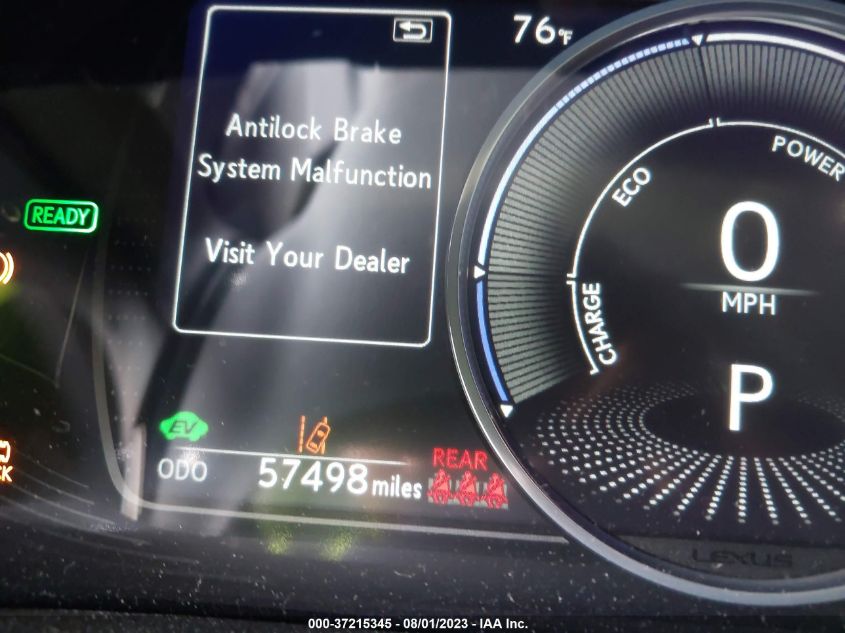 76°F
Antilock Brake
System Malfunction
Visit Your Dealer
READY
POWER
ECO
CHARGE
0
MPH
P
EV
ODO 57498 miles
REAR
CK
LEXUS
000-37215345 - 08/01/2023 - IAA Inc.